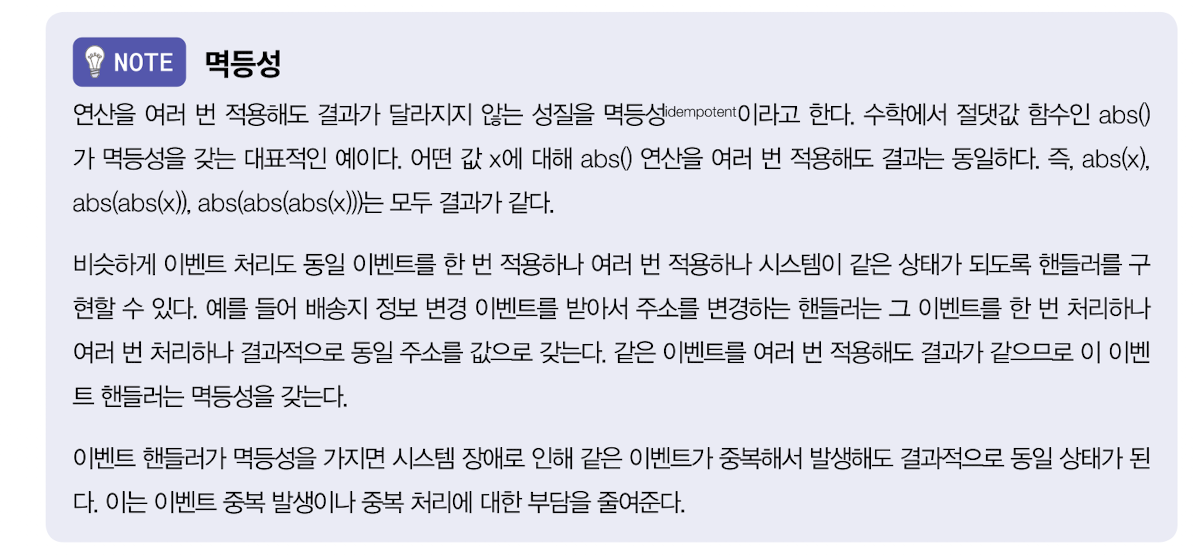 NOTE 멱등성
연산을 여러 번 적용해도 결과가 달라지지 않는 성질을 멱등성idempotent이라고 한다. 수학에서 절댓값 함수인 abs()
가 멱등성을 갖는 대표적인 예이다. 어떤 값 x에 대해 abs() 연산을 여러 번 적용해도 결과는 동일하다. 즉, abs(x),
abs(abs(x)), abs(abs(abs(x)))는 모두 결과가 같다.
비슷하게 이벤트 처리도 동일 이벤트를 한 번 적용하나 여러 번 적용하나 시스템이 같은 상태가 되도록 핸들러를 구
현할 수 있다. 예를 들어 배송지 정보 변경 이벤트를 받아서 주소를 변경하는 핸들러는 그 이벤트를 한 번 처리하나
여러 번 처리하나 결과적으로 동일 주소를 값으로 갖는다. 같은 이벤트를 여러 번 적용해도 결과가 같으므로 이 이벤
트 핸들러는 멱등성을 갖는다.
이벤트 핸들러가 멱등성을 가지면 시스템 장애로 인해 같은 이벤트가 중복해서 발생해도 결과적으로 동일 상태가 된
다. 이는 이벤트 중복 발생이나 중복 처리에 대한 부담을 줄여준다.